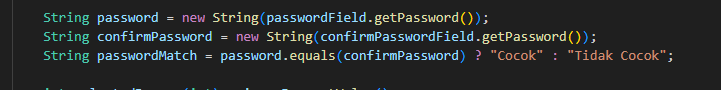 String password = new String(passwordField.getPassword());
String confirmPassword = new String(confirmPasswordField.getPassword());
String passwordMatch = password.equals(confirmPassword) ? "Cocok" : "Tidak Cocok";